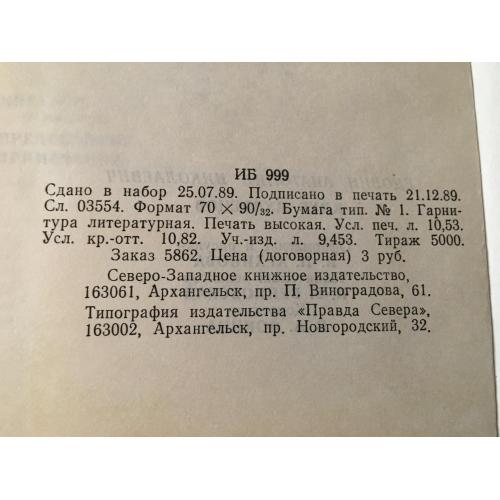 ИБ 999
Сдано в набор 25.07.89. Подписано в печать 21.12.89.
Сл. 03554. Формат 70 × 90/32. Бумага тип. № 1. Гарни-
тура литературная. Печать высокая. Усл. печ. л. 10,53.
Усл. кр.-отт. 10,82. Уч.-изд. л. 9,453. Тираж 5000.
Заказ 5862. Цена (договорная) 3 руб.
Северо-Западное книжное издательство,
163061, Архангельск, пр. П. Виноградова, 61.
Типография издательства «Правда Севера»,
163002, Архангельск, пр. Новгородский, 32.